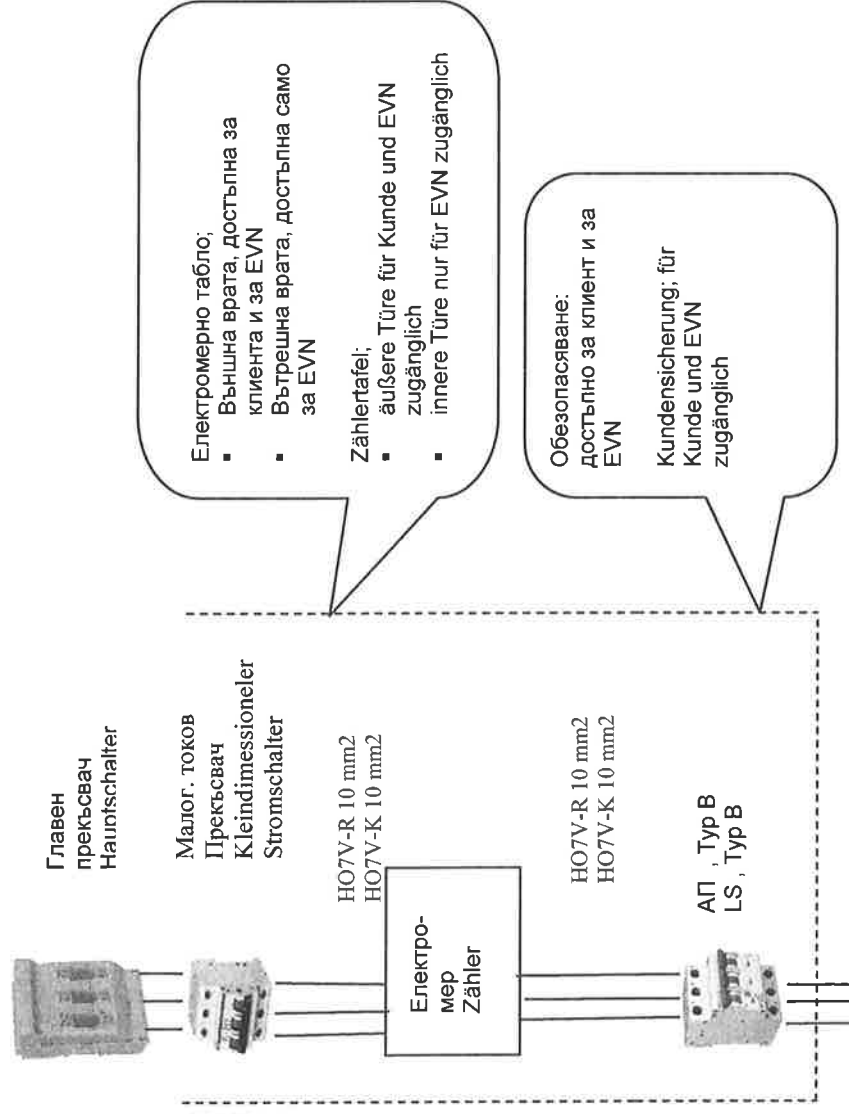 Главен
прекъсвач
Hauptschalter
Малог. токов
Прекъсвач
Kleindimessioneler
Stromschalter
HO7V-R 10 mm2
HO7V-K 10 mm2
Електро-
мер
Zähler
HO7V-R 10 mm2
HO7V-K 10 mm2
АП , Тур В
LS , Typ B
Електромерно табло;
▪ Външна врата, достъпна за
клиента и за EVN
▪ Вътрешна врата, достъпна само
за EVN
Zählertafel;
▪ äußere Türe für Kunde und EVN
zugänglich
▪ innere Türe nur für EVN zugänglich
Обезопасяване:
достъпно за клиент и за
EVN
Kundensicherung; für
Kunde und EVN
zugänglich